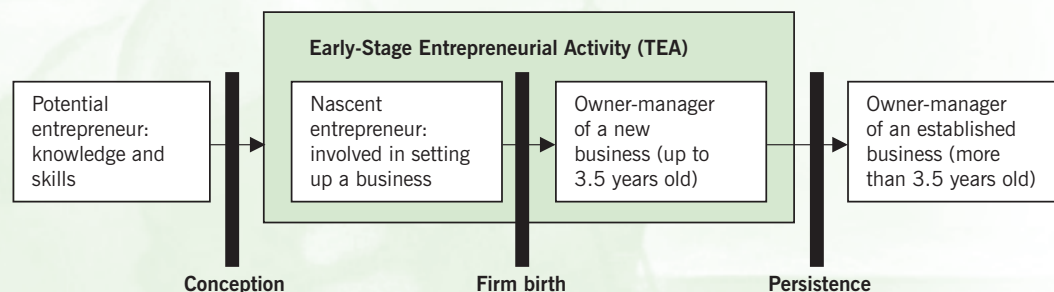 Early-Stage Entrepreneurial Activity (TEA)
Potential
entrepreneur:
knowledge and
skills
Nascent
entrepreneur:
involved in setting
up a business
Owner-manager
of a new
business (up to
3.5 years old)
Owner-manager
of an established
business (more
than 3.5 years old)
Conception
Firm birth
Persistence